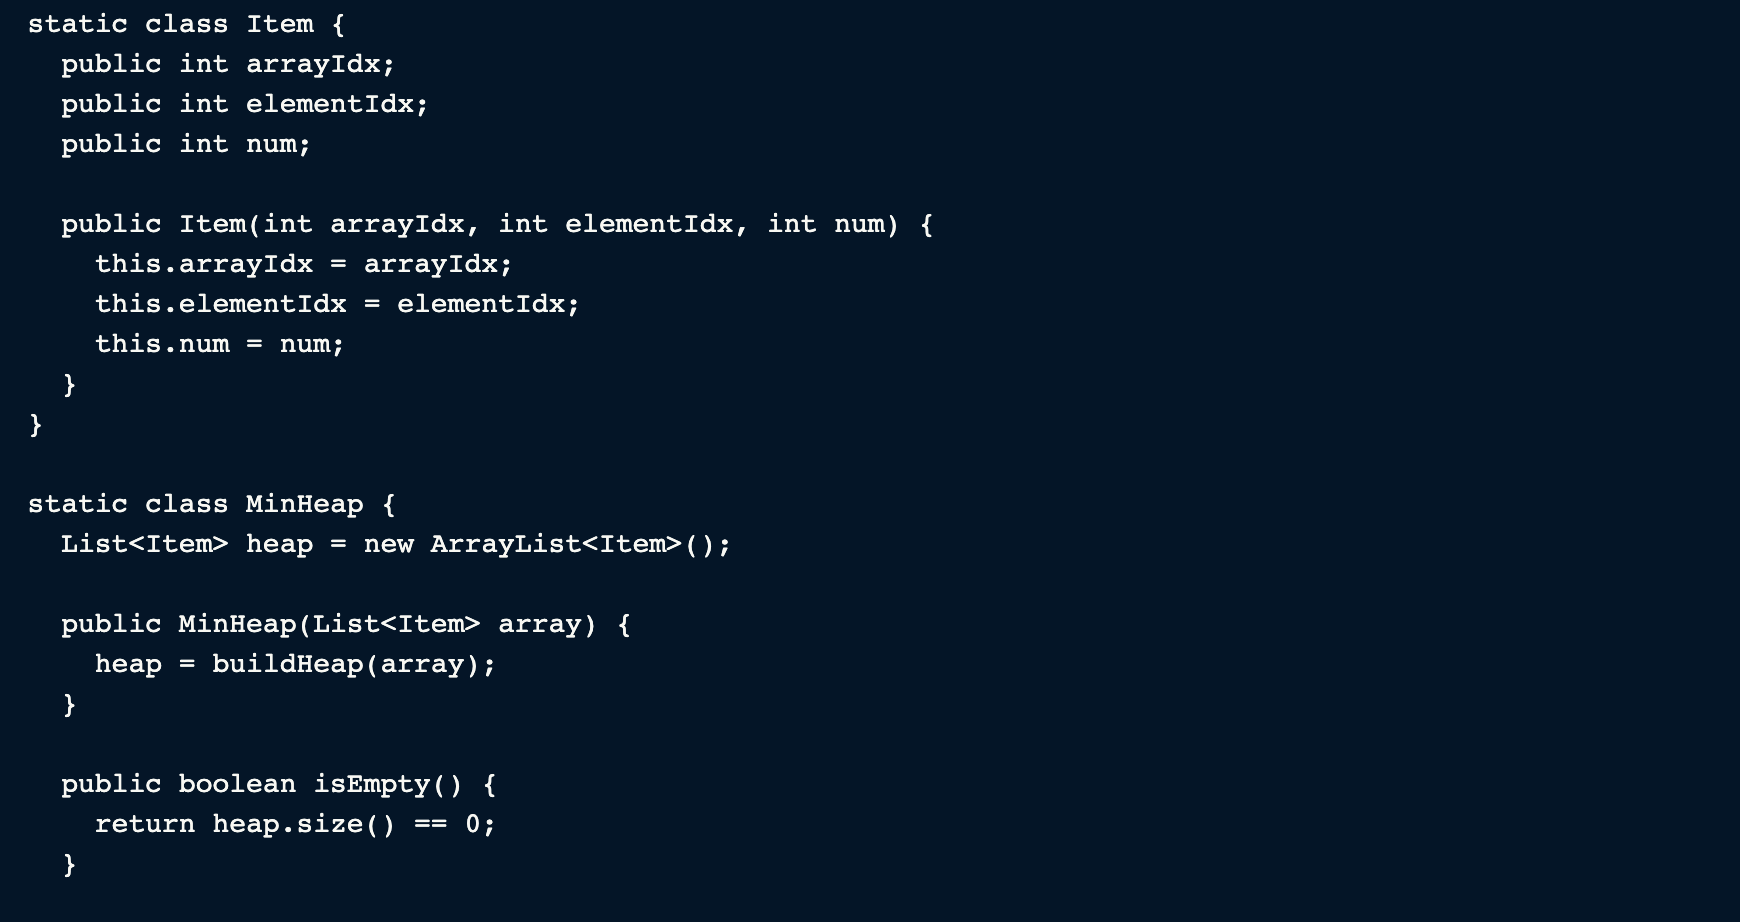 static class Item {
  public int arrayIdx;
  public int elementIdx;
  public int num;

  public Item(int arrayIdx, int elementIdx, int num) {
    this.arrayIdx = arrayIdx;
    this.elementIdx = elementIdx;
    this.num = num;
  }
}

static class MinHeap {
  List<Item> heap = new ArrayList<Item>();

  public MinHeap(List<Item> array) {
    heap = buildHeap(array);
  }

  public boolean isEmpty() {
    return heap.size() == 0;
  }